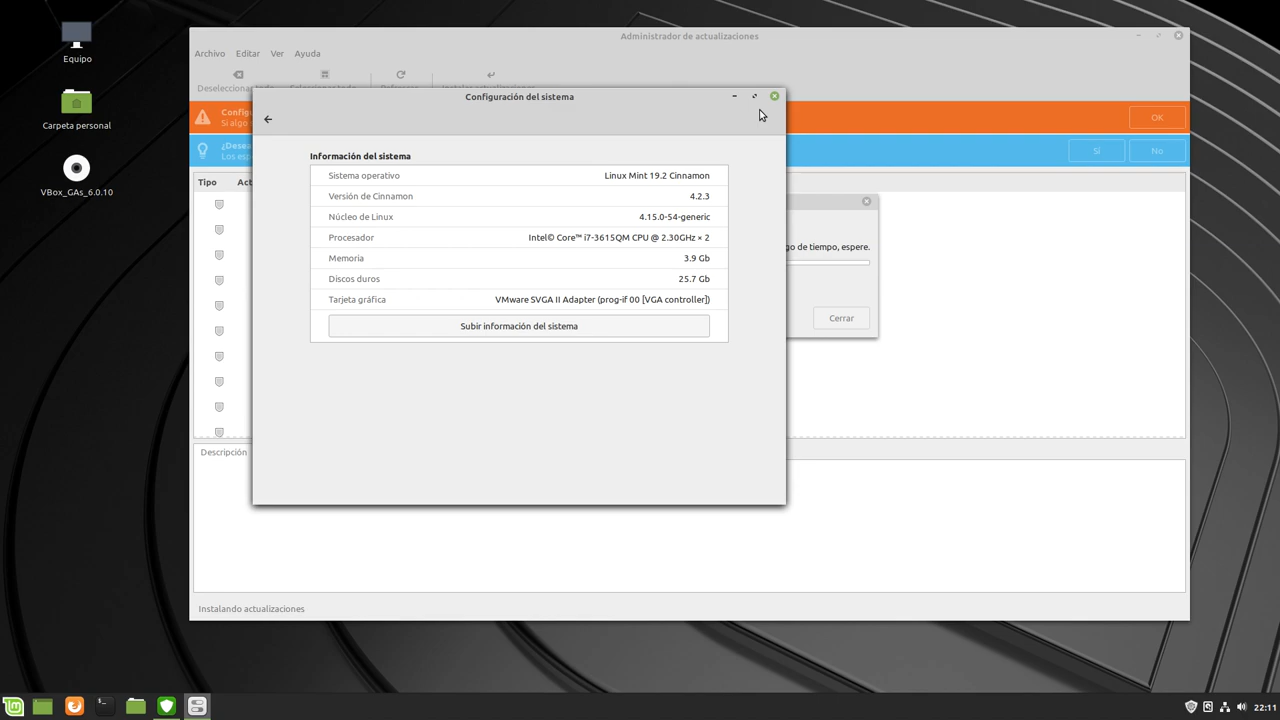 Equipo
Carpeta personal
VBox_GAs_6.0.10
Administrador de actualizaciones
Archivo Editar Ver Ayuda
Configuración del sistema
OK
Sí No
Tipo
Información del sistema
Sistema operativo Linux Mint 19.2 Cinnamon
Versión de Cinnamon 4.2.3
Núcleo de Linux 4.15.0-54-generic
Procesador Intel© Core™ i7-3615QM CPU @ 2.30GHz × 2
Memoria 3.9 Gb
Discos duros 25.7 Gb
Tarjeta gráfica VMware SVGA II Adapter (prog-if 00 [VGA controller])
Subir información del sistema
de tiempo, espere.
Cerrar
Descripción
Instalando actualizaciones
22:11